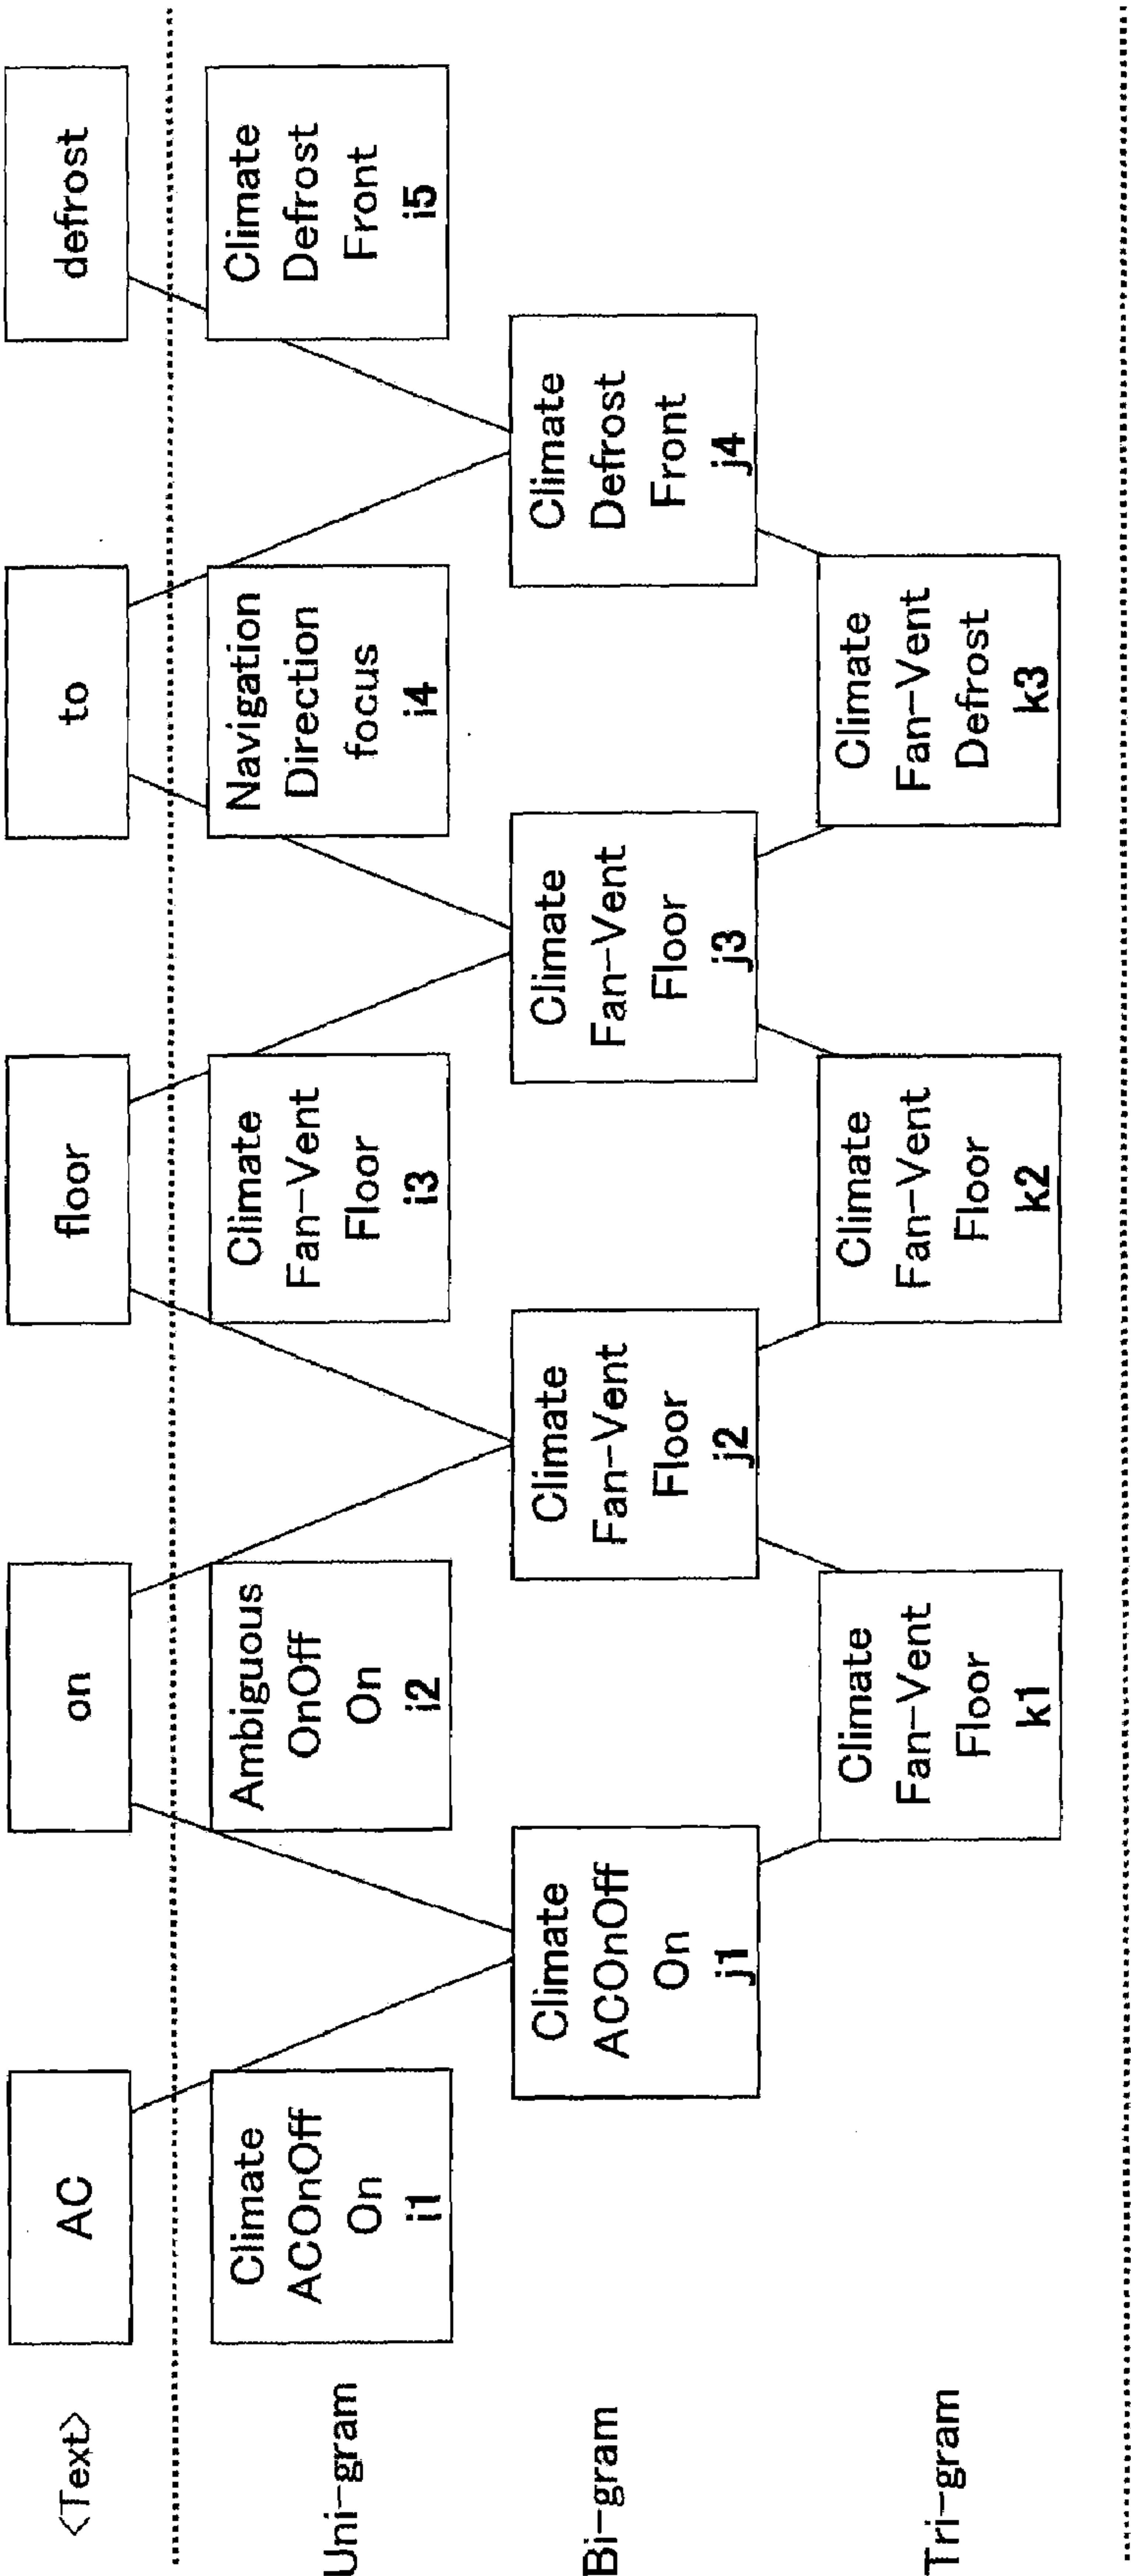 <Text>
AC
on
floor
to
defrost
Uni-gram
Climate
ACOnOff
On
i1
Ambiguous
OnOff
On
i2
Climate
Fan-Vent
Floor
i3
Navigation
Direction
focus
i4
Climate
Defrost
Front
i5
Bi-gram
Climate
ACOnOff
On
j1
Climate
Fan-Vent
Floor
j2
Climate
Fan-Vent
Floor
j3
Climate
Defrost
Front
j4
Tri-gram
Climate
Fan-Vent
Floor
k1
Climate
Fan-Vent
Floor
k2
Climate
Fan-Vent
Defrost
k3